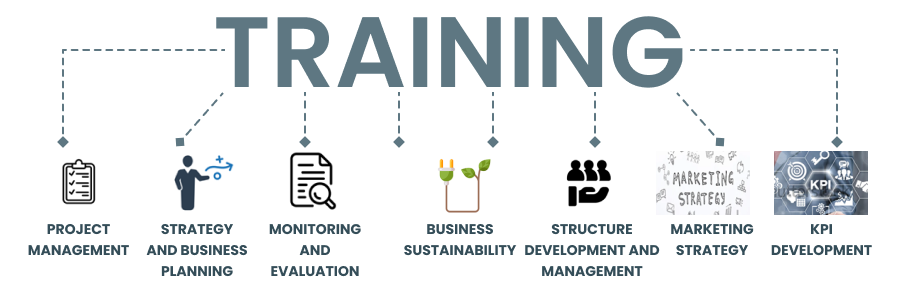 TRAINING
MARKETING
STRATEGY
KPI
PROJECT
MANAGEMENT
STRATEGY
AND BUSINESS
PLANNING
MONITORING
AND
EVALUATION
BUSINESS
SUSTAINABILITY
STRUCTURE
DEVELOPMENT AND
MANAGEMENT
MARKETING
STRATEGY
KPI
DEVELOPMENT